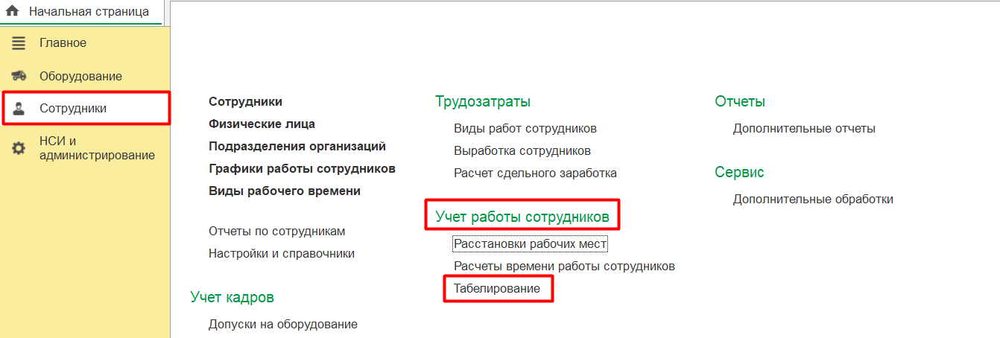 Начальная страница
Главное
Оборудование
Сотрудники
НСИ и
администрирование
Сотрудники
Физические лица
Подразделения организаций
Графики работы сотрудников
Виды рабочего времени
Отчеты по сотрудникам
Настройки и справочники
Учет кадров
Допуски на оборудование
Трудозатраты
Виды работ сотрудников
Выработка сотрудников
Расчет сдельного заработка
Учет работы сотрудников
Расстановки рабочих мест
Расчеты времени работы сотрудников
Табелирование
Отчеты
Дополнительные отчеты
Сервис
Дополнительные обработки